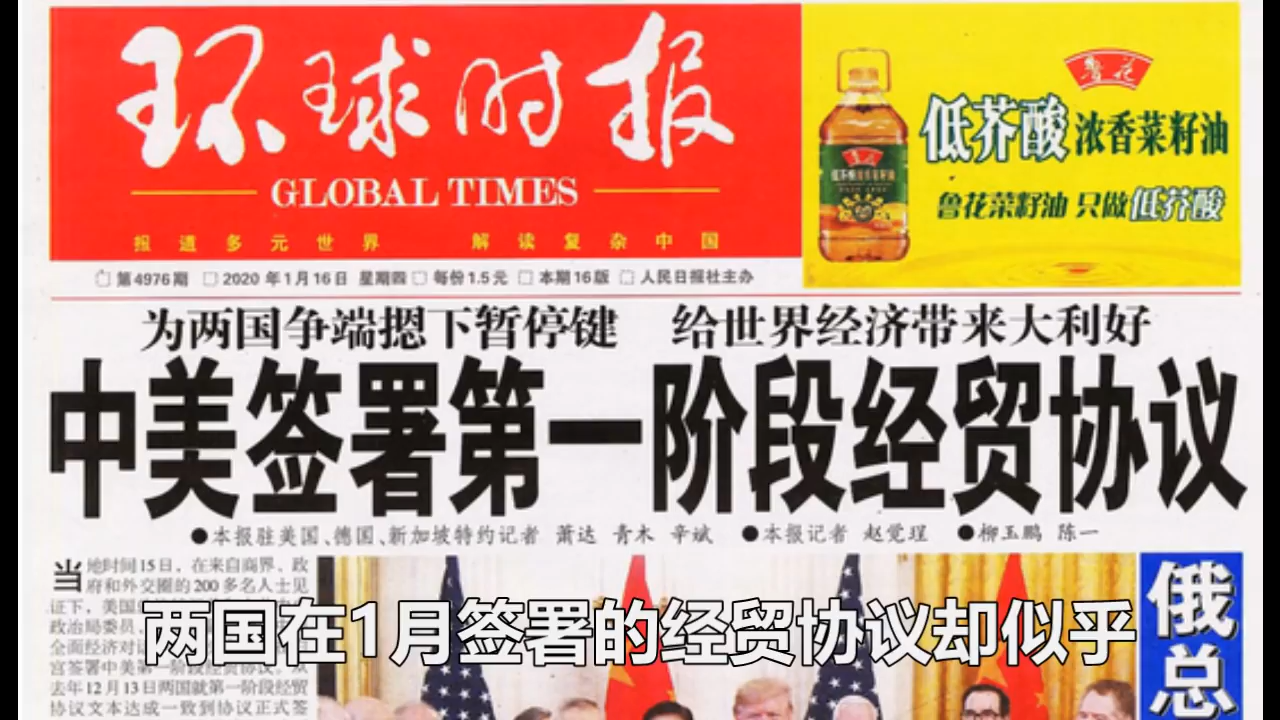 环球时报
GLOBAL TIMES
报道多元世界 解读复杂中国
鲁花
低芥酸 浓香菜籽油
鲁花菜籽油 只做低芥酸
第4976期 2020年1月16日 星期四 每份1.5元 本期16版 人民日报社主办
为两国争端摁下暂停键 给世界经济带来大利好
中美签署第一阶段经贸协议
●本报驻美国、德国、新加坡特约记者 萧达 青木 辛斌 ●本报记者 赵觉珵 ●柳玉鹏 陈一
当地时间15日,在来自商界、政
府和外交圈的200多名人士见
证下,美国
政治局委员、
全面经济对
宫签署中美第一阶段经贸协议。从
去年12月13日两国就第一阶段经贸
协议文本达成一致到协议正式签
俄
总
两国在1月签署的经贸协议却似乎